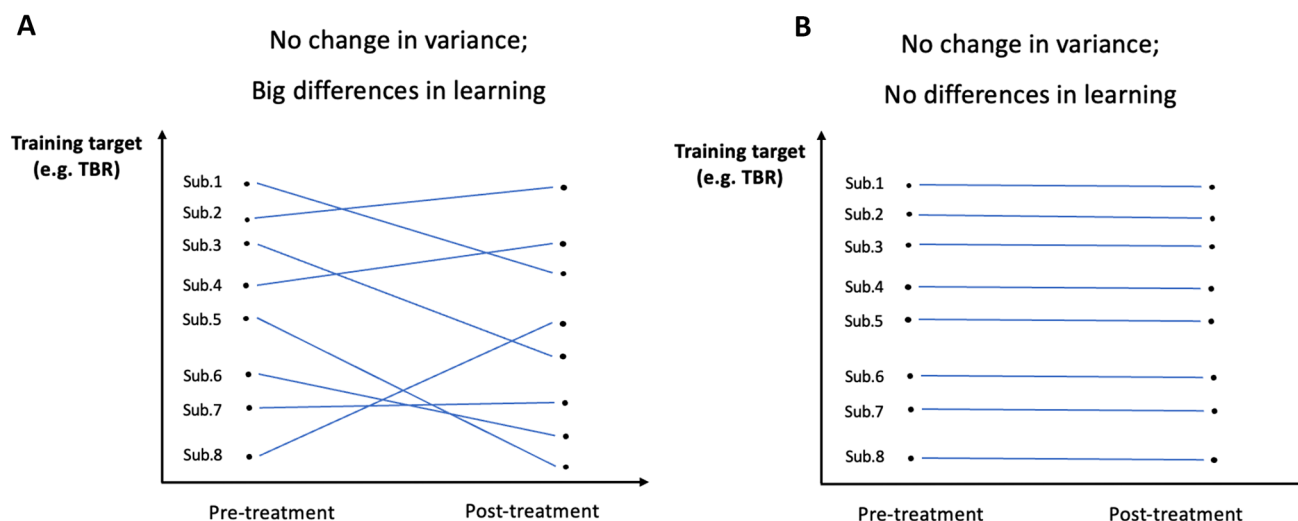 A
No change in variance;
Big differences in learning
Training target
(e.g. TBR)
Sub.1
Sub.2
Sub.3
Sub.4
Sub.5
Sub.6
Sub.7
Sub.8
Pre-treatment
Post-treatment
B
No change in variance;
No differences in learning
Training target
(e.g. TBR)
Sub.1
Sub.2
Sub.3
Sub.4
Sub.5
Sub.6
Sub.7
Sub.8
Pre-treatment
Post-treatment